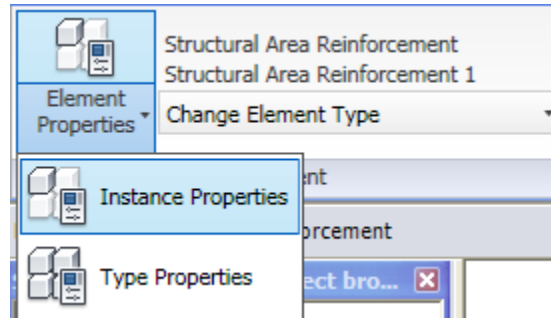 Structural Area Reinforcement
Structural Area Reinforcement 1
Element
Properties
Change Element Type
Instance Properties
Type Properties